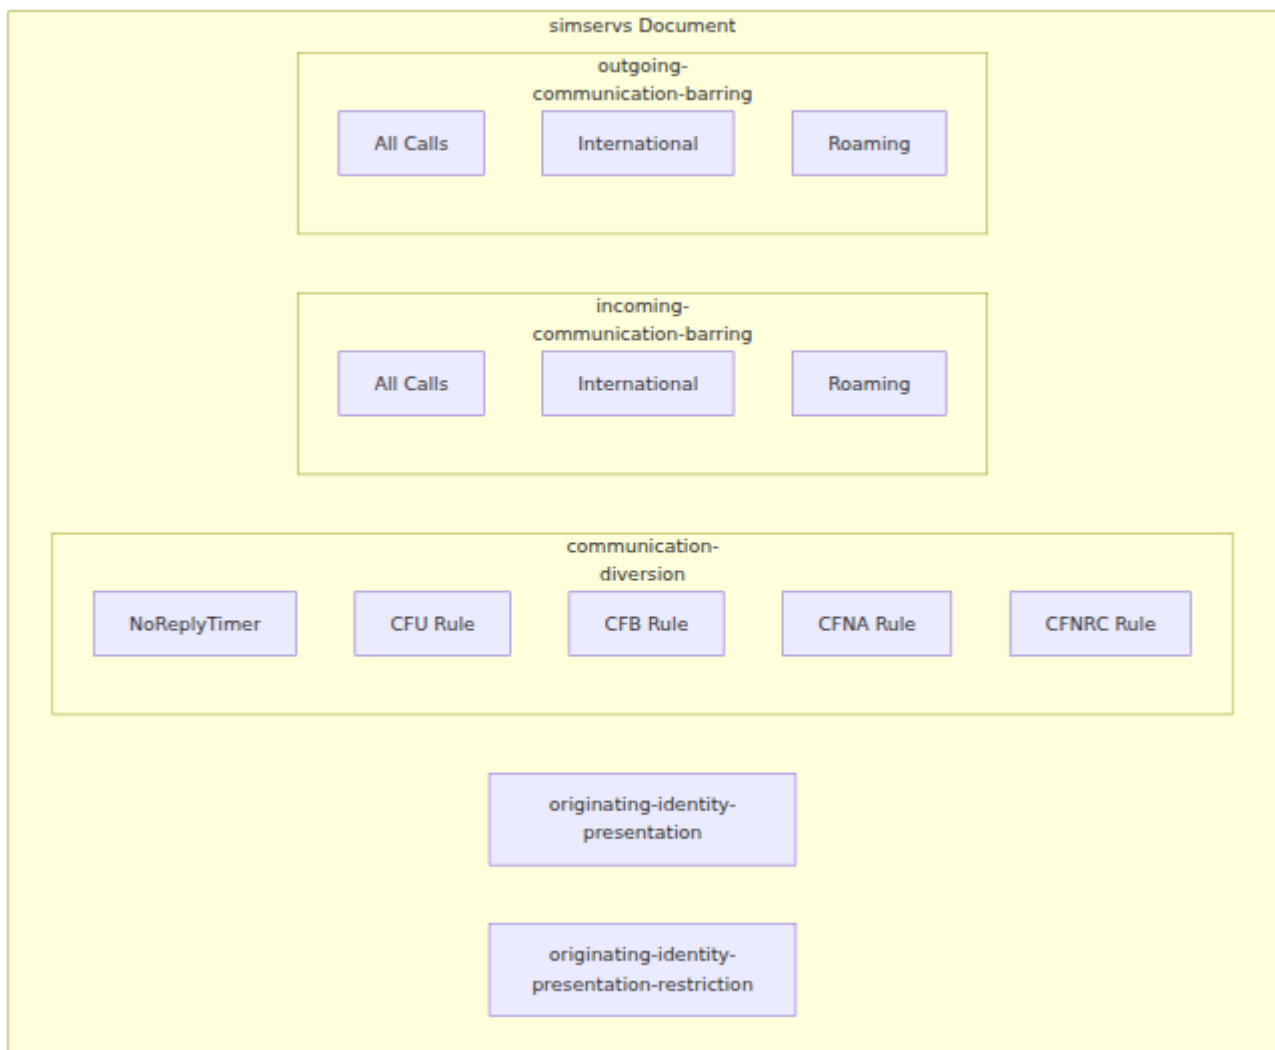 simservs Document
outgoing-
communication-barring
All Calls
International
Roaming
incoming-
communication-barring
All Calls
International
Roaming
communication-
diversion
NoReplyTimer
CFU Rule
CFB Rule
CFNA Rule
CFNRC Rule
originating-identity-
presentation
originating-identity-
presentation-restriction